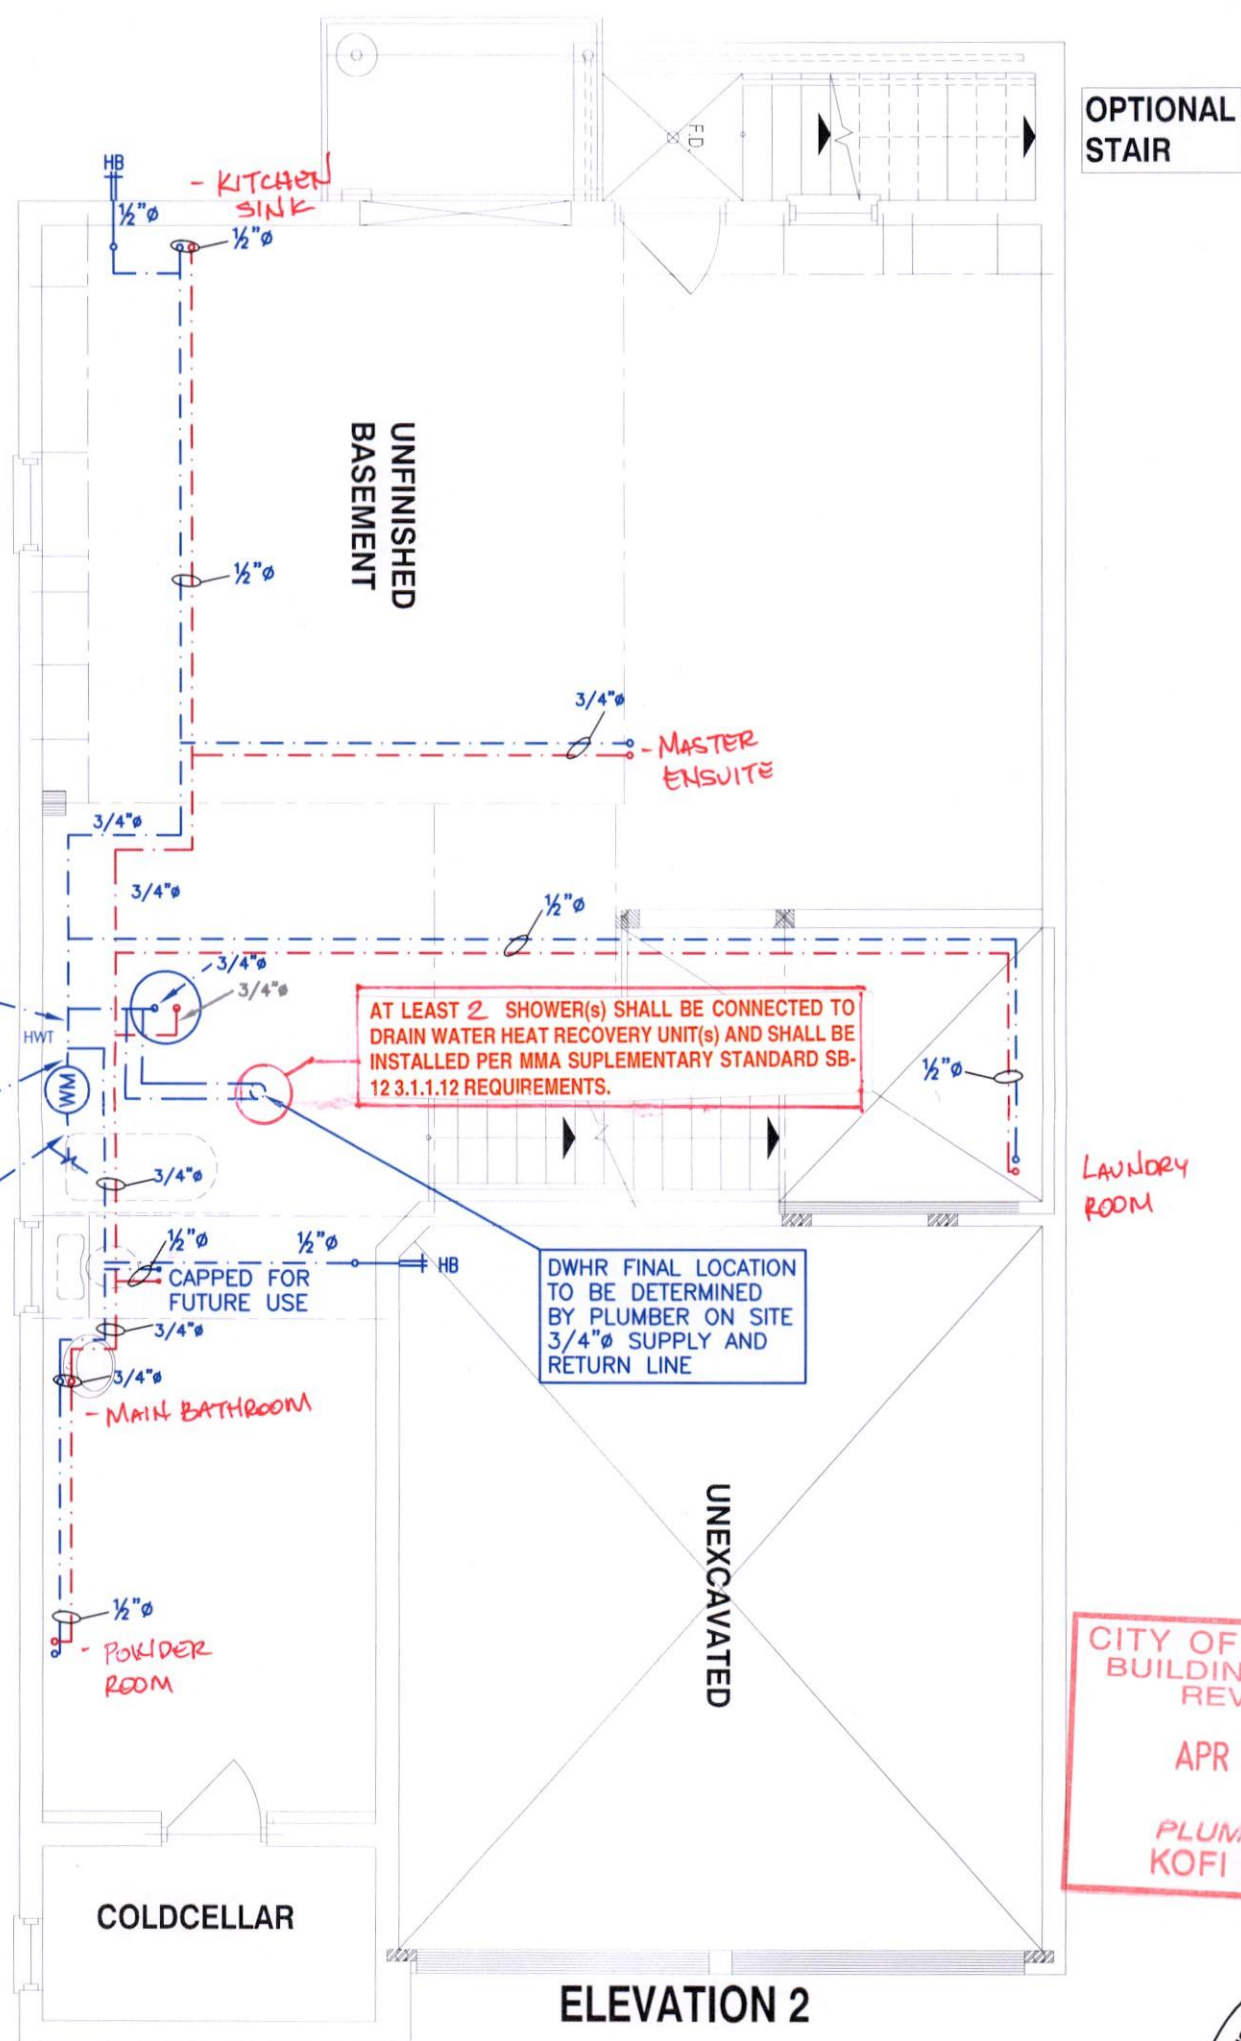 OPTIONAL
STAIR
F.D.
HB
- KITCHEN
SINK
½"ø
½"ø
UNFINISHED
BASEMENT
½"ø
3/4"ø
- MASTER
ENSUITE
3/4"ø
3/4"ø
½"ø
3/4"ø
3/4"ø
HWT
WM
AT LEAST 2 SHOWER(s) SHALL BE CONNECTED TO
DRAIN WATER HEAT RECOVERY UNIT(s) AND SHALL BE
INSTALLED PER MMA SUPLEMENTARY STANDARD SB-
12 3.1.1.12 REQUIREMENTS.
½"ø
3/4"ø
LAUNDRY
ROOM
½"ø
½"ø
HB
CAPPED FOR
FUTURE USE
DWHR FINAL LOCATION
TO BE DETERMINED
BY PLUMBER ON SITE
3/4"ø SUPPLY AND
RETURN LINE
3/4"ø
3/4"ø
- MAIN BATHROOM
UNEXCAVATED
½"ø
- POWDER
ROOM
CITY OF
BUILDIN
REV
APR
PLUM
KOFI
COLDCELLAR
ELEVATION 2